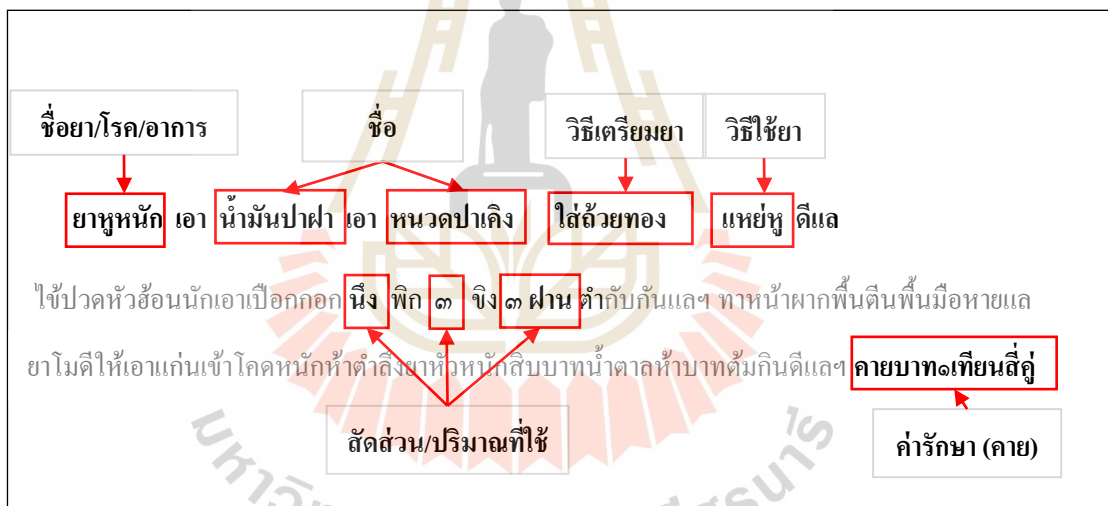 ชื่อยา/โรค/อาการ ชื่อ วิธีเตรียมยา วิธีใช้ยา
ยาหูหนัก เอา น้ำมันปาฝา เอา หนวดปาเคิง ใส่ถ้วยทอง แหย่หู ดีแล
ไข้ปวดหัวส้อนนักเอาเปือกกอก นึ่ง พิก ๓ ขิง ๓ ฝาน ตำกับกันแลฯ ทาหน้าผากพื้นตีนพื้นมือหายแล
ยาโมดีให้เอาแก่นเข้าโคดหนักห้าตำลึงยาหัวหนักสิบบาทน้ำตาลห้าบาทต้มกินดีแลฯ คายบาท๑เทียนสี่คู่
สัดส่วน/ปริมาณที่ใช้ ค่ารักษา (คาย)